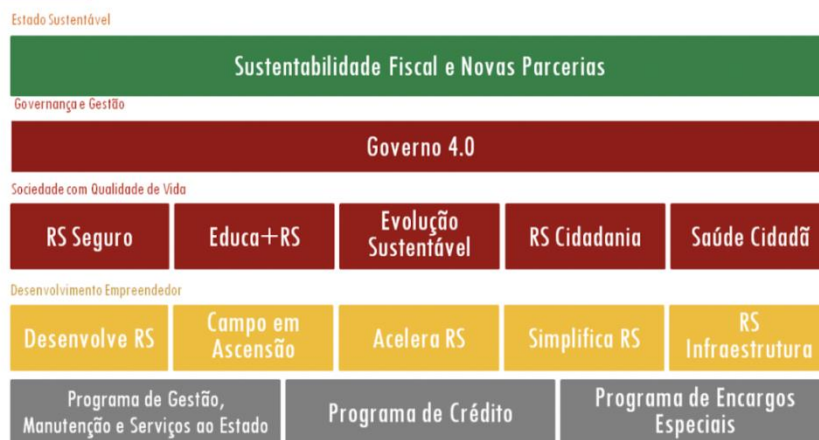 Estado Sustentável
Sustentabilidade Fiscal e Novas Parcerias
Governança e Gestão
Governo 4.0
Sociedade com Qualidade de Vida
RS Seguro
Educa+RS
Evolução
Sustentável
RS Cidadania
Saúde Cidadã
Desenvolvimento Empreendedor
Desenvolve RS
Campo em
Ascensão
Acelera RS
Simplifica RS
RS
Infraestrutura
Programa de Gestão,
Manutenção e Serviços ao Estado
Programa de Crédito
Programa de Encargos
Especiais